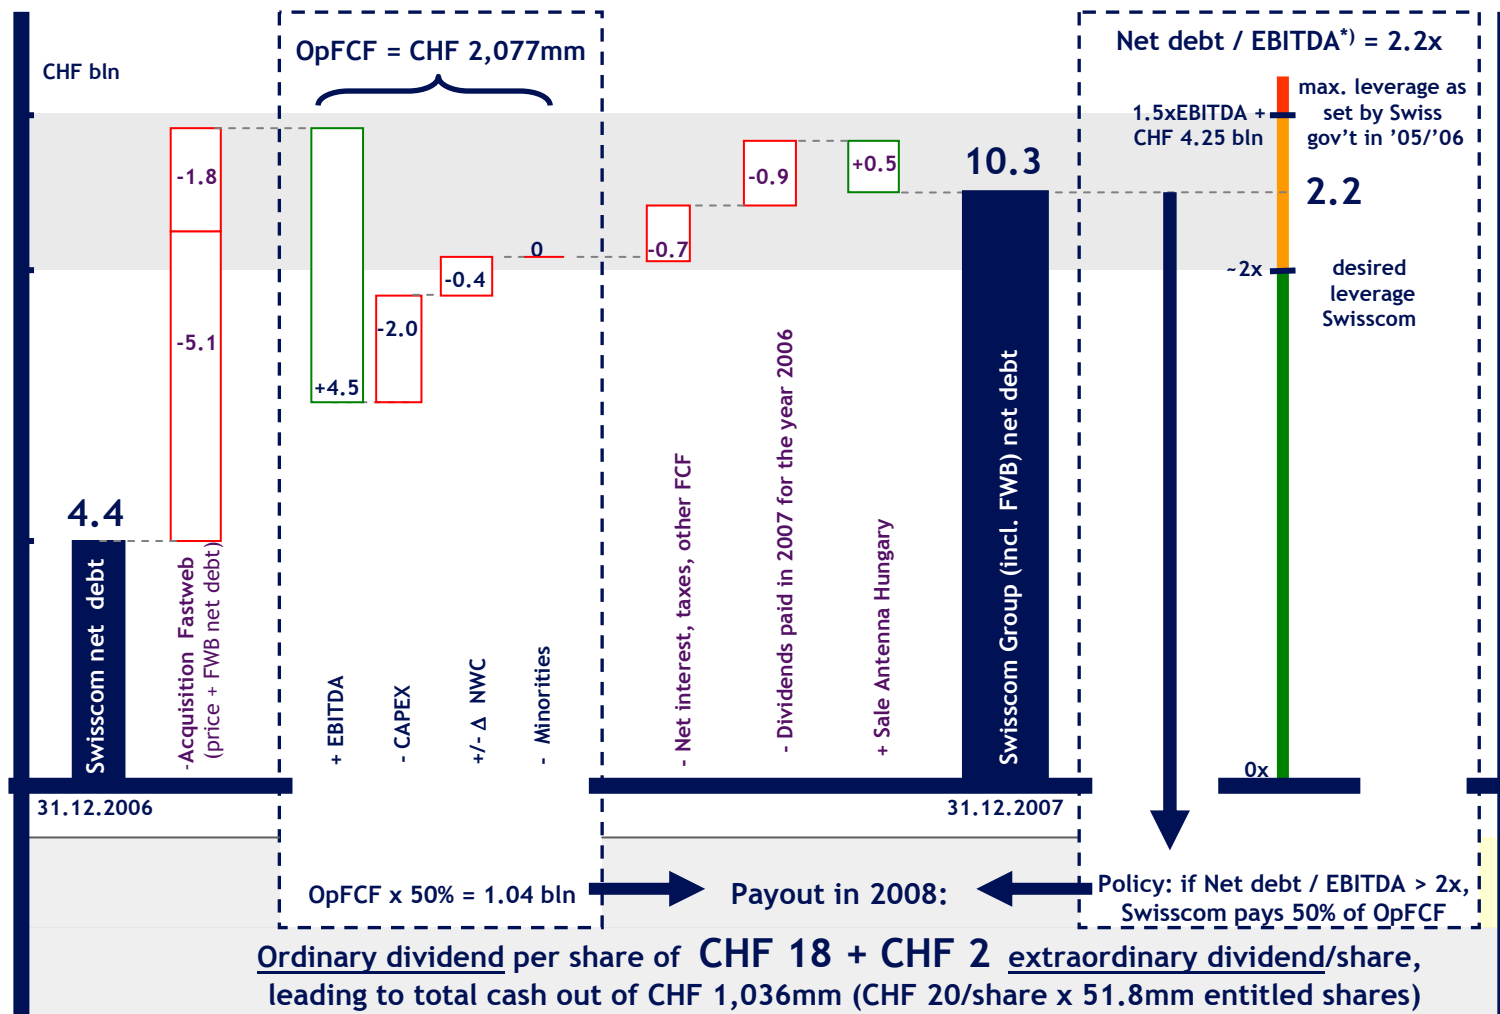 CHF bln
OpFCF = CHF 2,077mm
Net debt / EBITDA*) = 2.2x
1.5xEBITDA +
CHF 4.25 bln
max. leverage as
set by Swiss
gov't in '05/'06
-1.8
-5.1
+4.5
-2.0
-0.4
0
-0.7
-0.9
+0.5
10.3
2.2
~2x
desired
leverage
Swisscom
4.4
Swisscom net debt
-Acquisition Fastweb
(price + FWB net debt)
+ EBITDA
- CAPEX
+/- Δ NWC
- Minorities
- Net interest, taxes, other FCF
- Dividends paid in 2007 for the year 2006
+ Sale Antenna Hungary
Swisscom Group (incl. FWB) net debt
0x
31.12.2006
31.12.2007
OpFCF x 50% = 1.04 bln
Payout in 2008:
Policy: if Net debt / EBITDA > 2x,
Swisscom pays 50% of OpFCF
Ordinary dividend per share of CHF 18 + CHF 2 extraordinary dividend/share,
leading to total cash out of CHF 1,036mm (CHF 20/share x 51.8mm entitled shares)